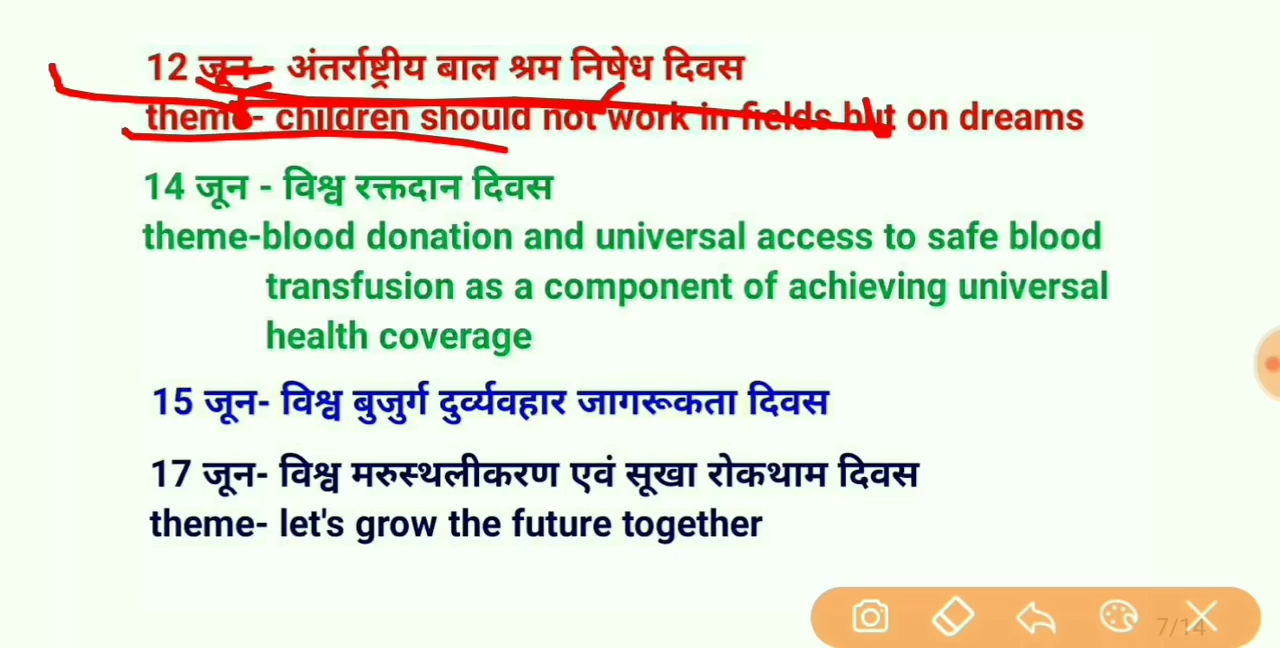 12 जून - अंतर्राष्ट्रीय बाल श्रम निषेध दिवस
theme- children should not work in fields but on dreams
14 जून - विश्व रक्तदान दिवस
theme-blood donation and universal access to safe blood
transfusion as a component of achieving universal
health coverage
15 जून- विश्व बुजुर्ग दुर्व्यवहार जागरूकता दिवस
17 जून- विश्व मरुस्थलीकरण एवं सूखा रोकथाम दिवस
theme- let's grow the future together
7/14